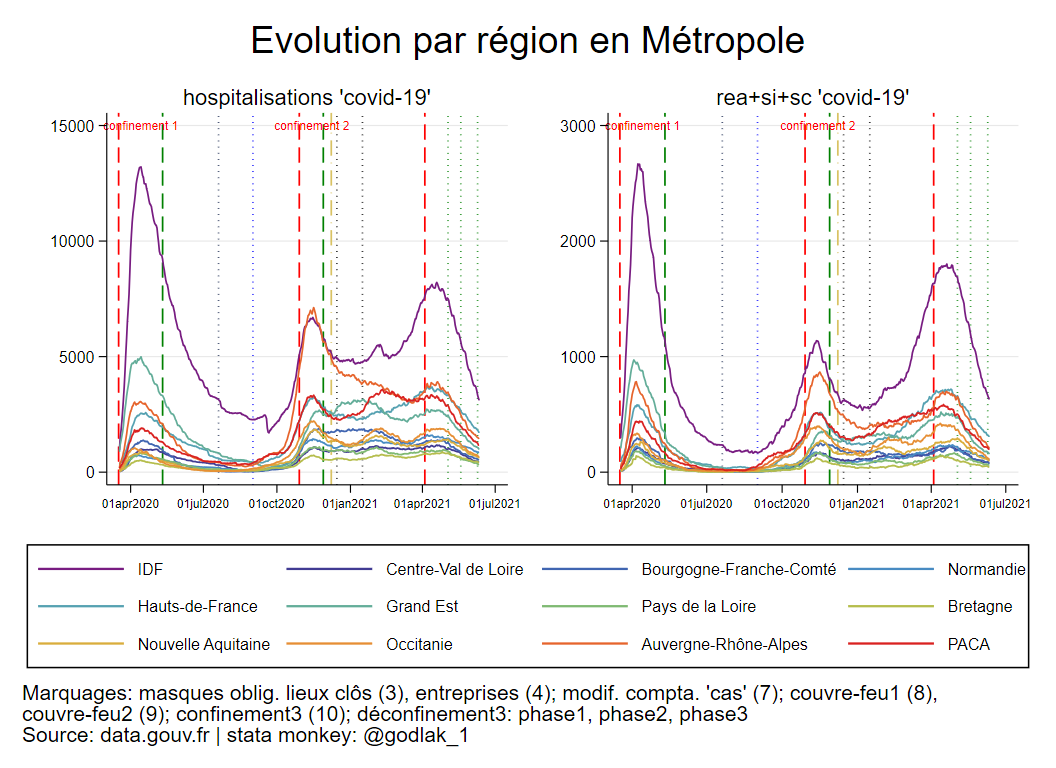 Evolution par région en Métropole
hospitalisations 'covid-19'
rea+si+sc 'covid-19'
15000
10000
5000
0
confinement 1
confinement 2
01apr2020
01jul2020
01oct2020
01jan2021
01apr2021
01jul2021
3000
2000
1000
0
confinement 1
confinement 2
01apr2020
01jul2020
01oct2020
01jan2021
01apr2021
01jul2021
IDF
Centre-Val de Loire
Bourgogne-Franche-Comté
Normandie
Hauts-de-France
Grand Est
Pays de la Loire
Bretagne
Nouvelle Aquitaine
Occitanie
Auvergne-Rhône-Alpes
PACA
Marquages: masques oblig. lieux clôs (3), entreprises (4); modif. compta. 'cas' (7); couvre-feu1 (8),
couvre-feu2 (9); confinement3 (10); déconfinement3: phase1, phase2, phase3
Source: data.gouv.fr | stata monkey: @godlak_1